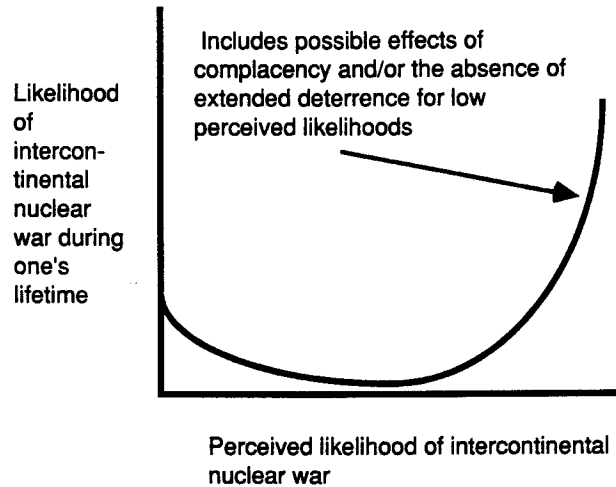 Includes possible effects of
complacency and/or the absence of
extended deterrence for low
perceived likelihoods
Likelihood
of
intercon-
tinental
nuclear
war during
one's
lifetime
Perceived likelihood of intercontinental
nuclear war